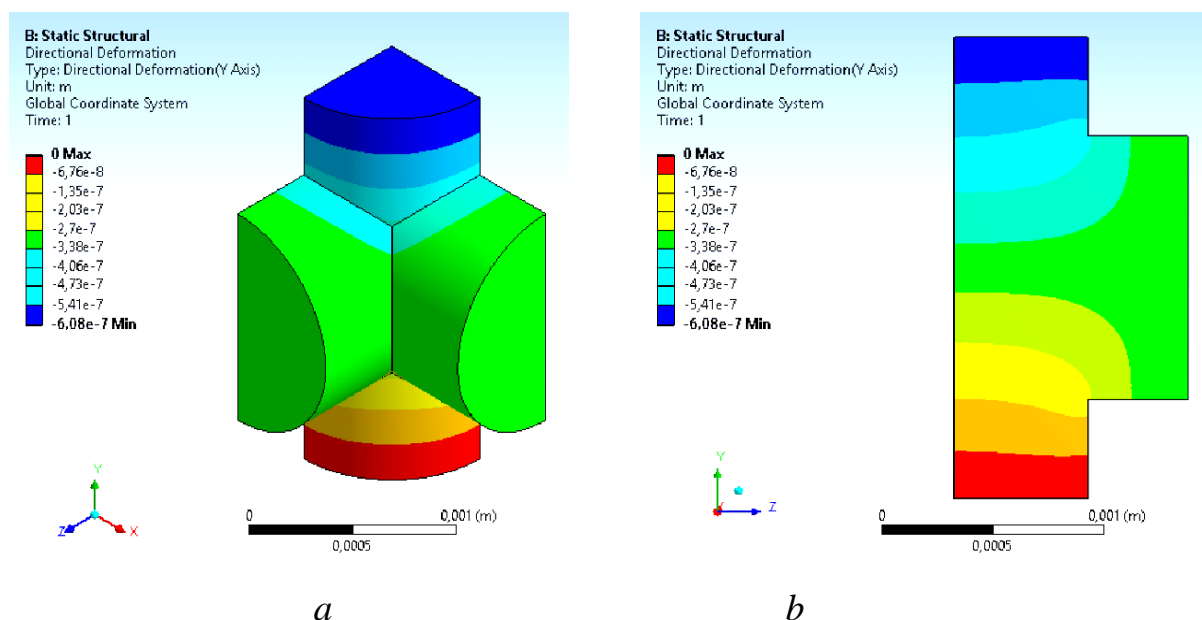 B: Static Structural
Directional Deformation
Type: Directional Deformation(Y Axis)
Unit: m
Global Coordinate System
Time: 1
0 Max
-6,76e-8
-1,35e-7
-2,03e-7
-2,7e-7
-3,38e-7
-4,06e-7
-4,73e-7
-5,41e-7
-6,08e-7 Min
Y
Z
X
0
0,001 (m)
0,0005
a
B: Static Structural
Directional Deformation
Type: Directional Deformation(Y Axis)
Unit: m
Global Coordinate System
Time: 1
0 Max
-6,76e-8
-1,35e-7
-2,03e-7
-2,7e-7
-3,38e-7
-4,06e-7
-4,73e-7
-5,41e-7
-6,08e-7 Min
Y
Z
0
0,001 (m)
0,0005
b